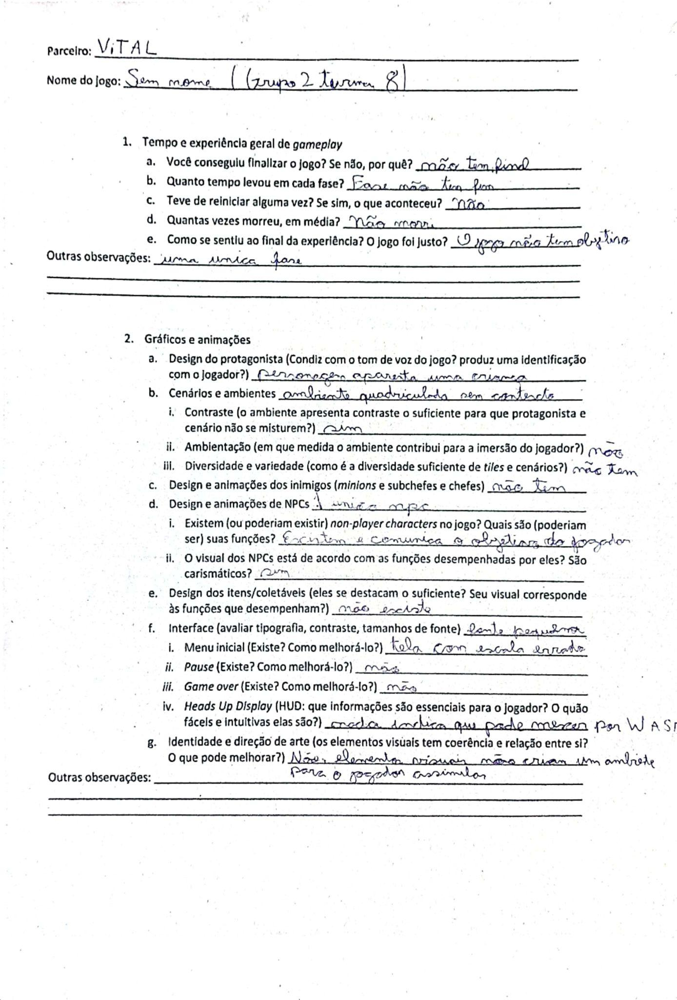 Parceiro: ViTAL
Nome do jogo: Sem nome (Grupo 2 turma 8)
1. Tempo e experiência geral de gameplay
a. Você conseguiu finalizar o jogo? Se não, por quê? não tem final
b. Quanto tempo levou em cada fase? Fase não tem fim
c. Teve de reiniciar alguma vez? Se sim, o que aconteceu? Não
d. Quantas vezes morreu, em média? Não morri
e. Como se sentiu ao final da experiência? O jogo foi justo? O jogo não tem objetivo
Outras observações: uma unica fase
2. Gráficos e animações
a. Design do protagonista (Condiz com o tom de voz do jogo? produz uma identificação
com o jogador?) personagem aparenta uma criança
b. Cenários e ambientes ambiente quadriculado sem contexto
i. Contraste (o ambiente apresenta contraste o suficiente para que protagonista e
cenário não se misturem?) sim
ii. Ambientação (em que medida o ambiente contribui para a imersão do jogador?) não
iii. Diversidade e variedade (como é a diversidade suficiente de tiles e cenários?) não tem
c. Design e animações dos inimigos (minions e subchefes e chefes) não tem
d. Design e animações de NPCs 1 unico npc
i. Existem (ou poderiam existir) non-player characters no jogo? Quais são (poderiam
ser) suas funções? Excistem e comunica o objetivo do jogador
ii. O visual dos NPCs está de acordo com as funções desempenhadas por eles? São
carismáticos? sim
e. Design dos itens/coletáveis (eles se destacam o suficiente? Seu visual corresponde
às funções que desempenham?) não exciste
f. Interface (avaliar tipografia, contraste, tamanhos de fonte) fonte pequena
i. Menu inicial (Existe? Como melhorá-lo?) tela com escala errada
ii. Pause (Existe? Como melhorá-lo?) não
iii. Game over (Existe? Como melhorá-lo?) não
iv. Heads Up Display (HUD: que informações são essenciais para o jogador? O quão
fáceis e intuitivas elas são?) nada indica que pode mexer por WAS
g. Identidade e direção de arte (os elementos visuais tem coerência e relação entre si?
O que pode melhorar?) Não, elementos visuais não criam um ambiete
para o jogador assimilar
Outras observações: